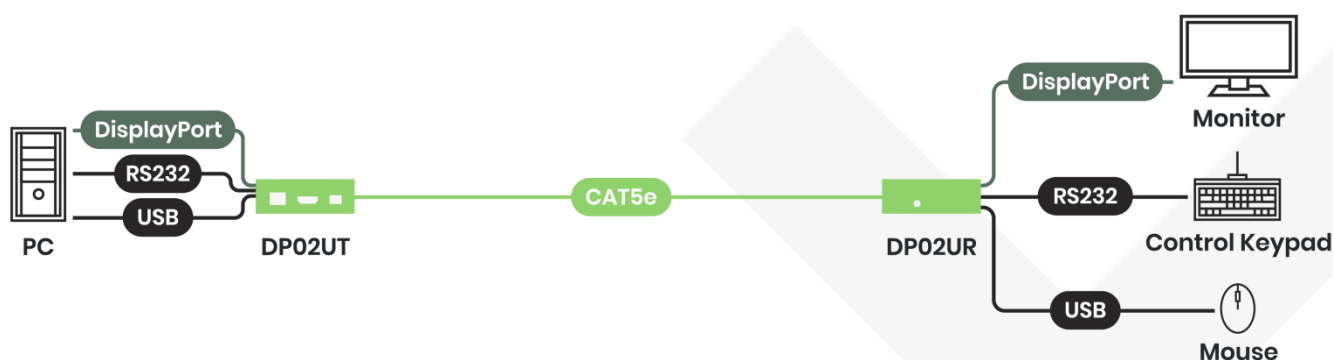 DisplayPort
RS232
USB
PC
DP02UT
CAT5e
DP02UR
DisplayPort
Monitor
RS232
Control Keypad
USB
Mouse